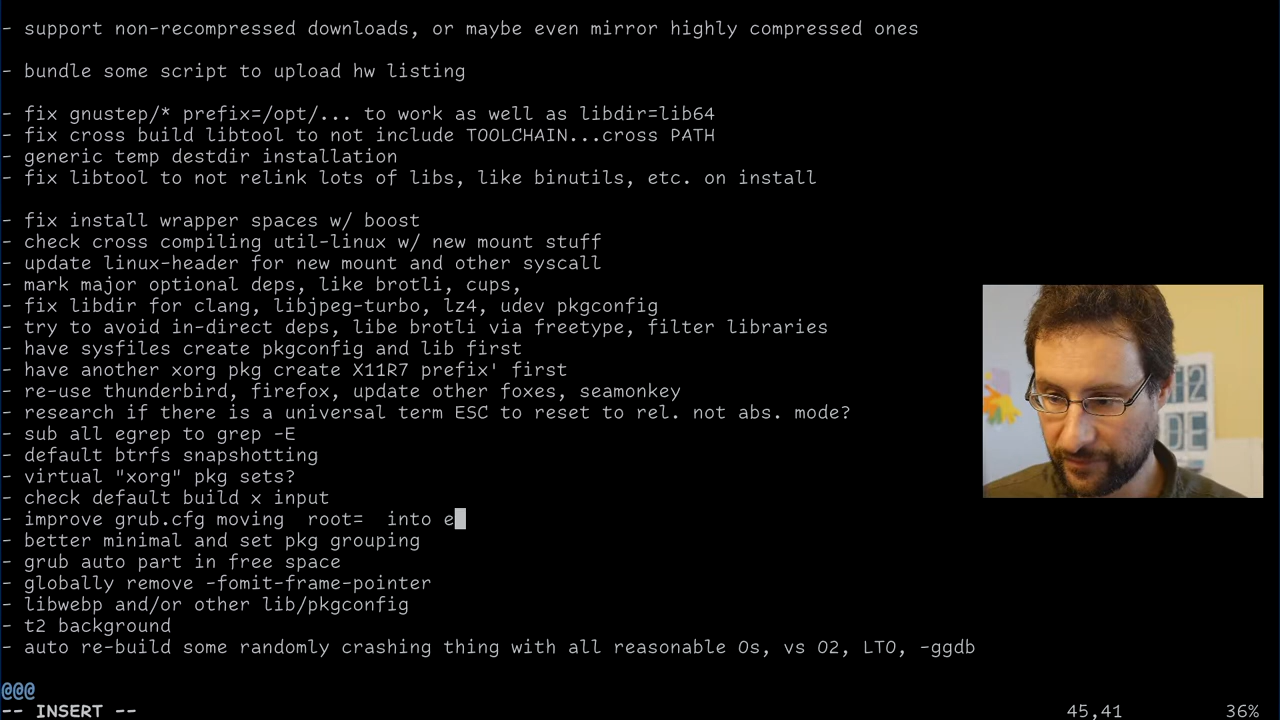 - support non-recompressed downloads, or maybe even mirror highly compressed ones
- bundle some script to upload hw listing
- fix gnustep/* prefix=/opt/... to work as well as libdir=lib64
- fix cross build libtool to not include TOOLCHAIN...cross PATH
- generic temp destdir installation
- fix libtool to not relink lots of libs, like binutils, etc. on install
- fix install wrapper spaces w/ boost
- check cross compiling util-linux w/ new mount stuff
- update linux-header for new mount and other syscall
- mark major optional deps, like brotli, cups,
- fix libdir for clang, libjpeg-turbo, lz4, udev pkgconfig
- try to avoid in-direct deps, libe brotli via freetype, filter libraries
- have sysfiles create pkgconfig and lib first
- have another xorg pkg create X11R7 prefix' first
- re-use thunderbird, firefox, update other foxes, seamonkey
- research if there is a universal term ESC to reset to rel. not abs. mode?
- sub all egrep to grep -E
- default btrfs snapshotting
- virtual "xorg" pkg sets?
- check default build x input
- improve grub.cfg moving  root=  into e
- better minimal and set pkg grouping
- grub auto part in free space
- globally remove -fomit-frame-pointer
- libwebp and/or other lib/pkgconfig
- t2 background
- auto re-build some randomly crashing thing with all reasonable Os, vs O2, LTO, -ggdb
@@@
-- INSERT -- 45,41 36%